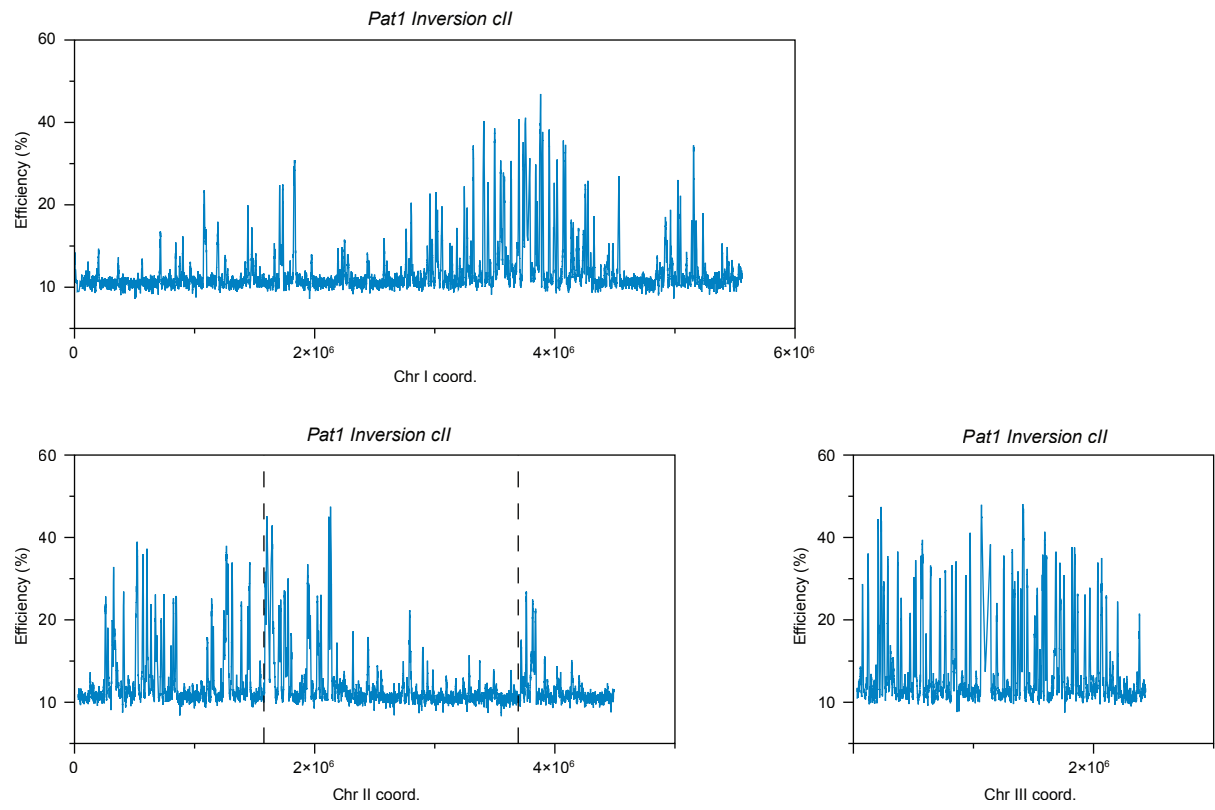 Pat1 Inversion cII
60
40
20
10
Efficiency (%)
0
2×10⁶
4×10⁶
6×10⁶
Chr I coord.
Pat1 Inversion cII
60
40
20
10
Efficiency (%)
0
2×10⁶
4×10⁶
Chr II coord.
Pat1 Inversion cII
60
40
20
10
Efficiency (%)
2×10⁶
Chr III coord.